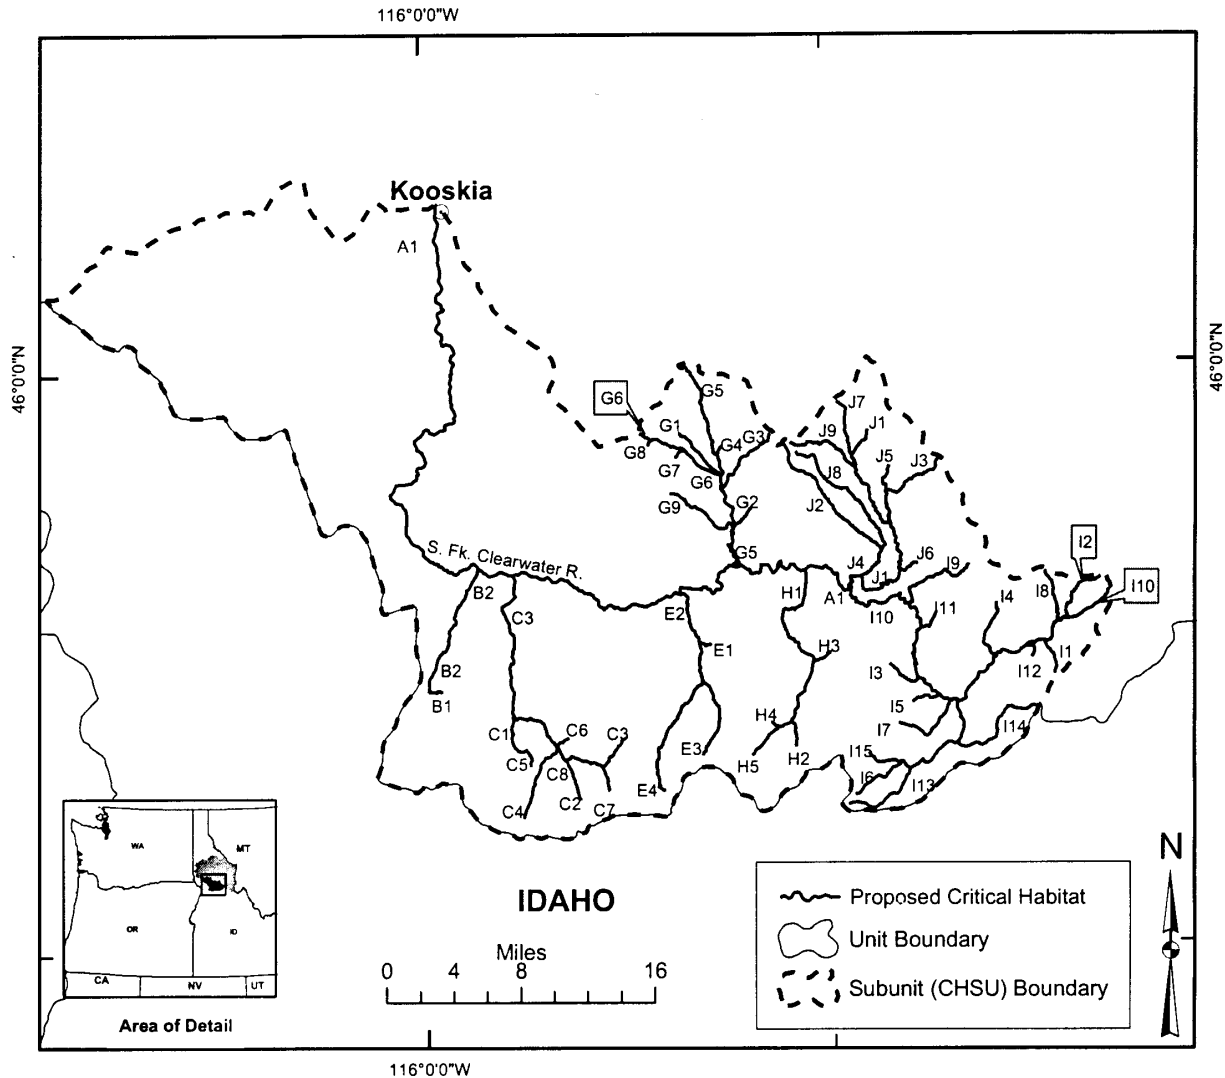 116°0'0"W
Kooskia
A1
46°0'0"N
46°0'0"N
G6
G5
G1
G3
G4
G8
G7
G6
G9
G2
G5
J7
J9
J1
J5
J3
J8
J2
J4
J1
J6
I9
I2
I10
S. Fk. Clearwater R.
B2
C3
E2
H1
A1
I10
I11
I4
I8
I1
I12
I3
I5
I7
I14
I15
I6
I13
B2
B1
E1
H3
C1
C5
C6
C3
C8
C4
C2
C7
E3
E4
H4
H5
H2
WA
MT
OR
ID
CA
NV
UT
Area of Detail
IDAHO
Miles
0 4 8 16
N
Proposed Critical Habitat
Unit Boundary
Subunit (CHSU) Boundary
116°0'0"W